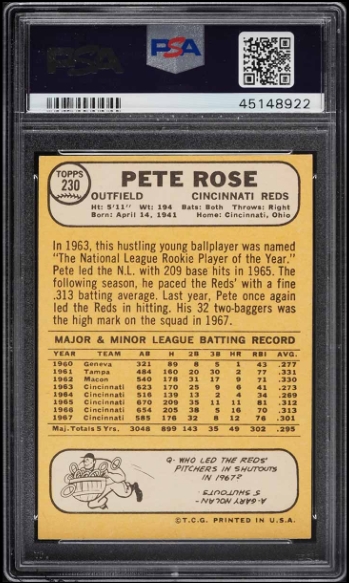 PSA
PSA
45148922
TOPPS
230
PETE ROSE
OUTFIELD CINCINNATI REDS
Ht: 5'11" Wt: 194 Bats: Both Throws: Right
Born: April 14, 1941 Home: Cincinnati, Ohio
In 1963, this hustling young ballplayer was named
"The National League Rookie Player of the Year."
Pete led the N.L. with 209 base hits in 1965. The
following season, he paced the Reds' with a fine
.313 batting average. Last year, Pete once again
led the Reds in hitting. His 32 two-baggers was
the high mark on the squad in 1967.
MAJOR & MINOR LEAGUE BATTING RECORD
YEAR TEAM AB H 2B 3B HR RBI AVG.
1960 Geneva 321 89 8 5 1 43 .277
1961 Tampa 484 160 20 30 2 77 .331
1962 Macon 540 178 31 17 9 71 .330
1963 Cincinnati 623 170 25 9 6 41 .273
1964 Cincinnati 516 139 13 2 4 34 .269
1965 Cincinnati 670 209 35 11 11 81 .312
1966 Cincinnati 654 205 38 5 16 70 .313
1967 Cincinnati 585 176 32 8 12 76 .301
Maj. Totals 5 Yrs. 3048 899 143 35 49 302 .295
Q- WHO LED THE REDS'
PITCHERS IN SHUTOUTS
IN 1967?
A-GARY NOLAN-
5 SHUTOUTS
©T.C.G. PRINTED IN U.S.A.